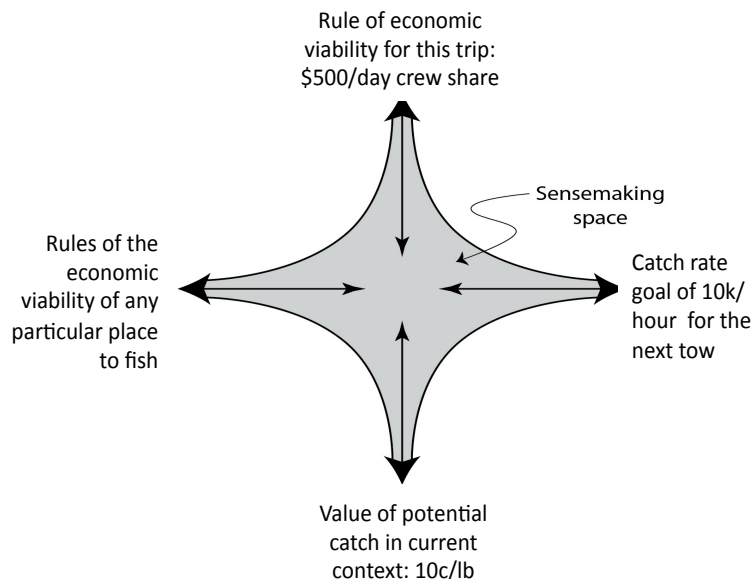 Rule of economic
viability for this trip:
$500/day crew share
Sensemaking
space
Rules of the
economic
viability of any
particular place
to fish
Catch rate
goal of 10k/
hour for the
next tow
Value of potential
catch in current
context: 10c/lb